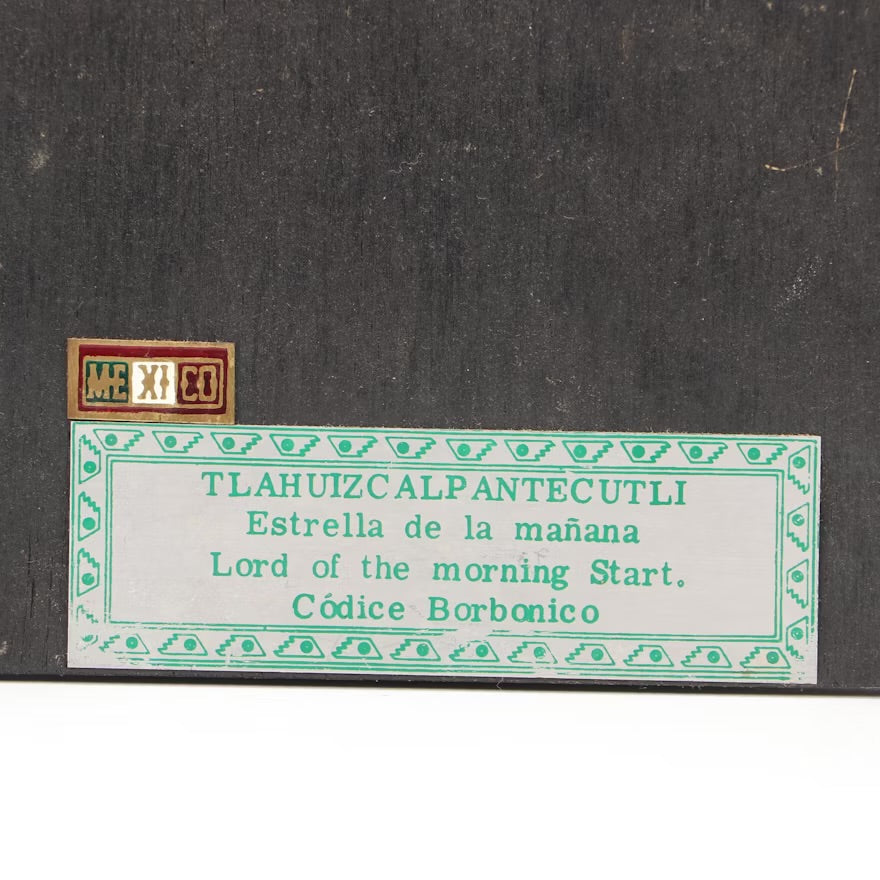 MEXICO
TLAHUIZCALPANTECUTLI
Estrella de la mañana
Lord of the morning Start.
Códice Borbonico